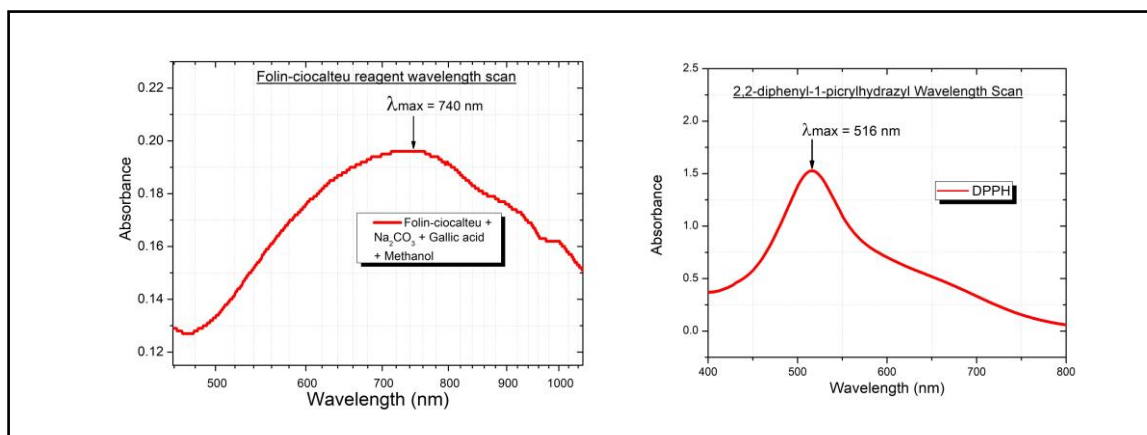 Folin-ciocalteu reagent wavelength scan
λmax = 740 nm
0.22
0.20
0.18
0.16
0.14
0.12
Absorbance
Folin-ciocalteu +
Na₂CO₃ + Gallic acid
+ Methanol
500
600
700
800
900
1000
Wavelength (nm)
2,2-diphenyl-1-picrylhydrazyl Wavelength Scan
λmax = 516 nm
2.5
2.0
1.5
1.0
0.5
0.0
Absorbance
DPPH
400
500
600
700
800
Wavelength (nm)